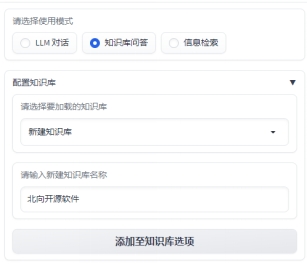 请选择使用模式
LLM 对话
知识库问答
信息检索
配置知识库
请选择要加载的知识库
新建知识库
请输入新建知识库名称
北向开源软件
添加至知识库选项